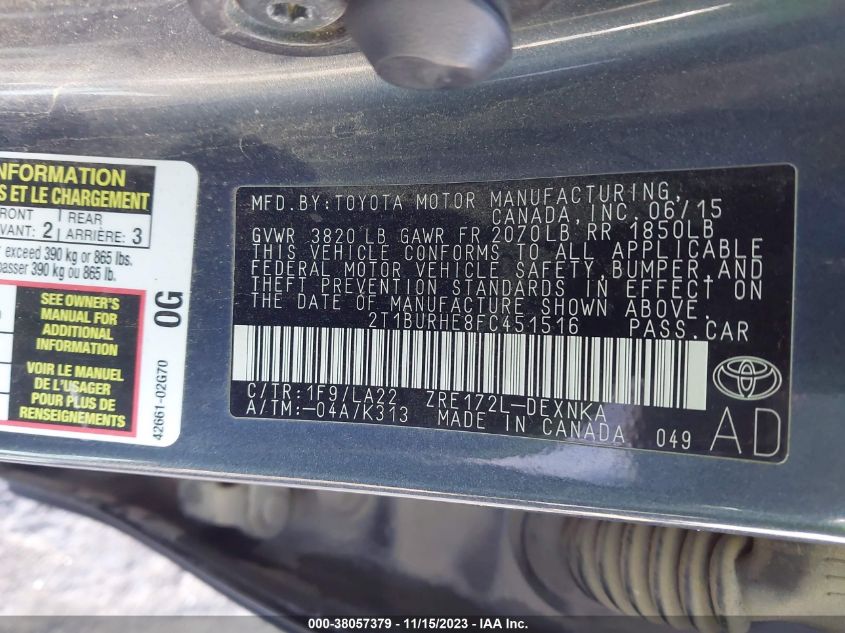 INFORMATION
S ET LE CHARGEMENT
FRONT REAR
VANT: 2 ARRIÈRE: 3
exceed 390 kg or 865 lbs.
passer 390 kg ou 865 lb.
SEE OWNER'S
MANUAL FOR
ADDITIONAL
INFORMATION
VOIR LE MANUEL
DE L'USAGER
POUR PLUS DE
RENSEIGNEMENTS
0G
42661-02G70
MFD.BY:TOYOTA MOTOR MANUFACTURING,
CANADA, INC. 06/15
GVWR 3820 LB GAWR FR 2070LB RR 1850LB
THIS VEHICLE CONFORMS TO ALL APPLICABLE
FEDERAL MOTOR VEHICLE SAFETY,BUMPER,AND
THEFT PREVENTION STANDARDS IN EFFECT ON
THE DATE OF MANUFACTURE SHOWN ABOVE.
2T1BURHE8FC451516 PASS.CAR
C/TR:1F9/LA22 ZRE172L-DEXNKA
A/TM:-04A/K313 MADE IN CANADA 049
AD
000-38057379 - 11/15/2023 - IAA Inc.